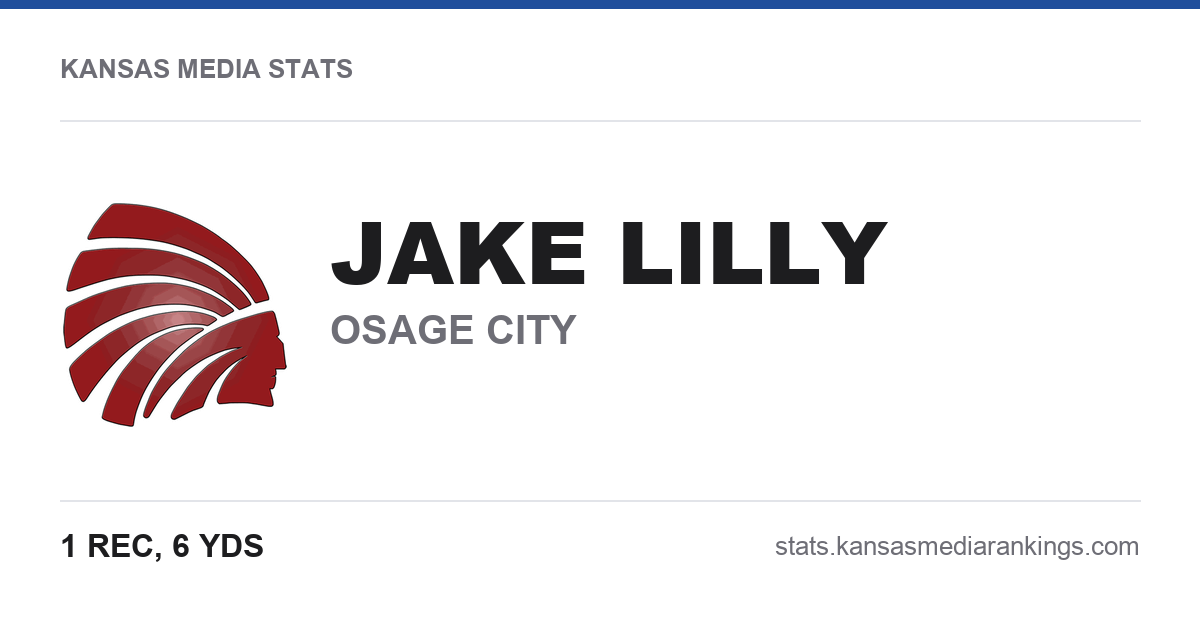 KANSAS MEDIA STATS
JAKE LILLY
OSAGE CITY
1 REC, 6 YDS
stats.kansasmediarankings.com